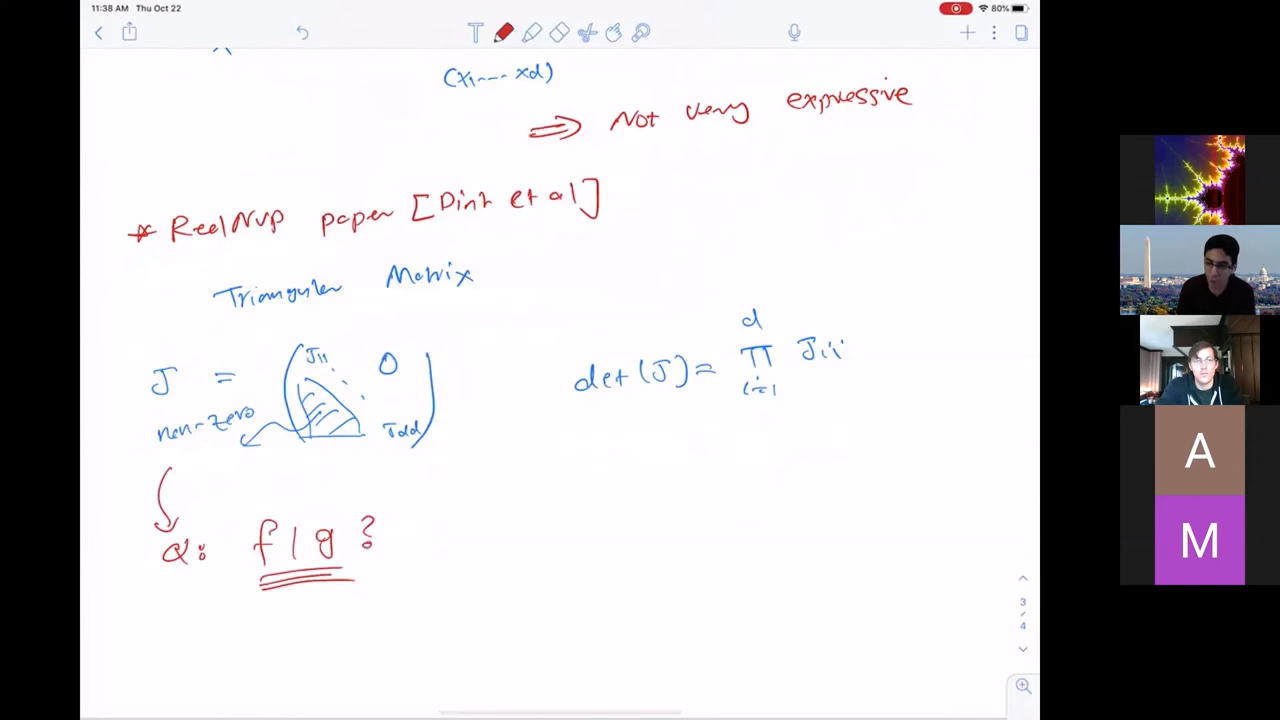 11:38 AM Thu Oct 22
80%
(x1---- xd)
⇒ Not very expressive
* RealNvp paper [Dinh et al]
Triangular Matrix
J = ( J11 0 Jdd )
non-zero
det (J) = d ∏ i=1 Jii
Q: f / g ?
3
/
4
A
M